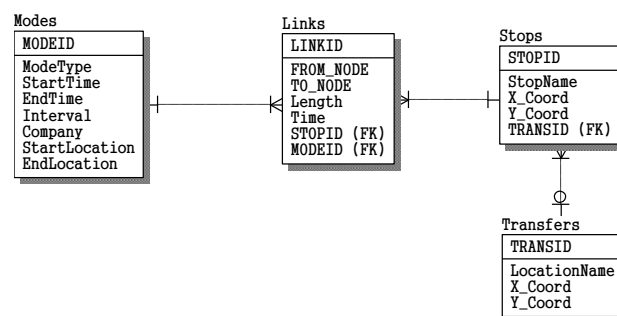 Modes
MODEID
ModeType
StartTime
EndTime
Interval
Company
StartLocation
EndLocation
Links
LINKID
FROM_NODE
TO_NODE
Length
Time
STOPID (FK)
MODEID (FK)
Stops
STOPID
StopName
X_Coord
Y_Coord
TRANSID (FK)
Transfers
TRANSID
LocationName
X_Coord
Y_Coord